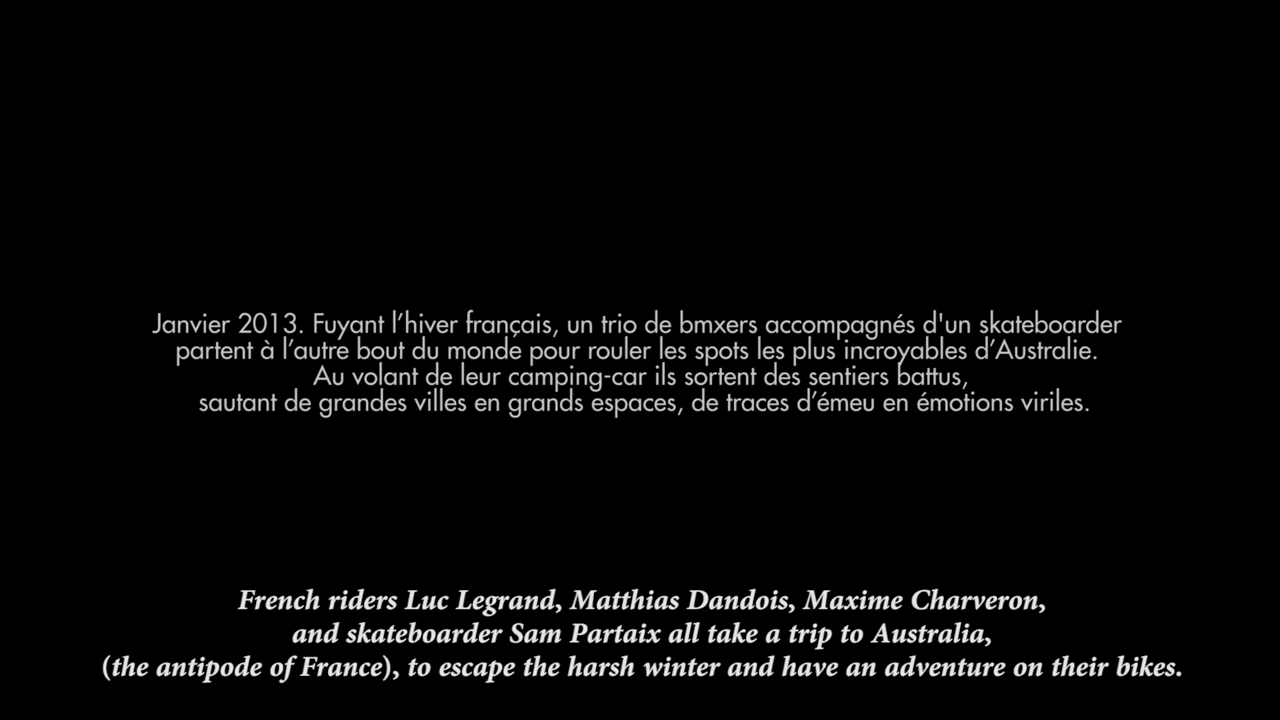 Janvier 2013. Fuyant l’hiver français, un trio de bmxers accompagnés d'un skateboarder
partent à l’autre bout du monde pour rouler les spots les plus incroyables d’Australie.
Au volant de leur camping-car ils sortent des sentiers battus,
sautant de grandes villes en grands espaces, de traces d’émeu en émotions viriles.
French riders Luc Legrand, Matthias Dandois, Maxime Charveron,
and skateboarder Sam Partaix all take a trip to Australia,
(the antipode of France), to escape the harsh winter and have an adventure on their bikes.